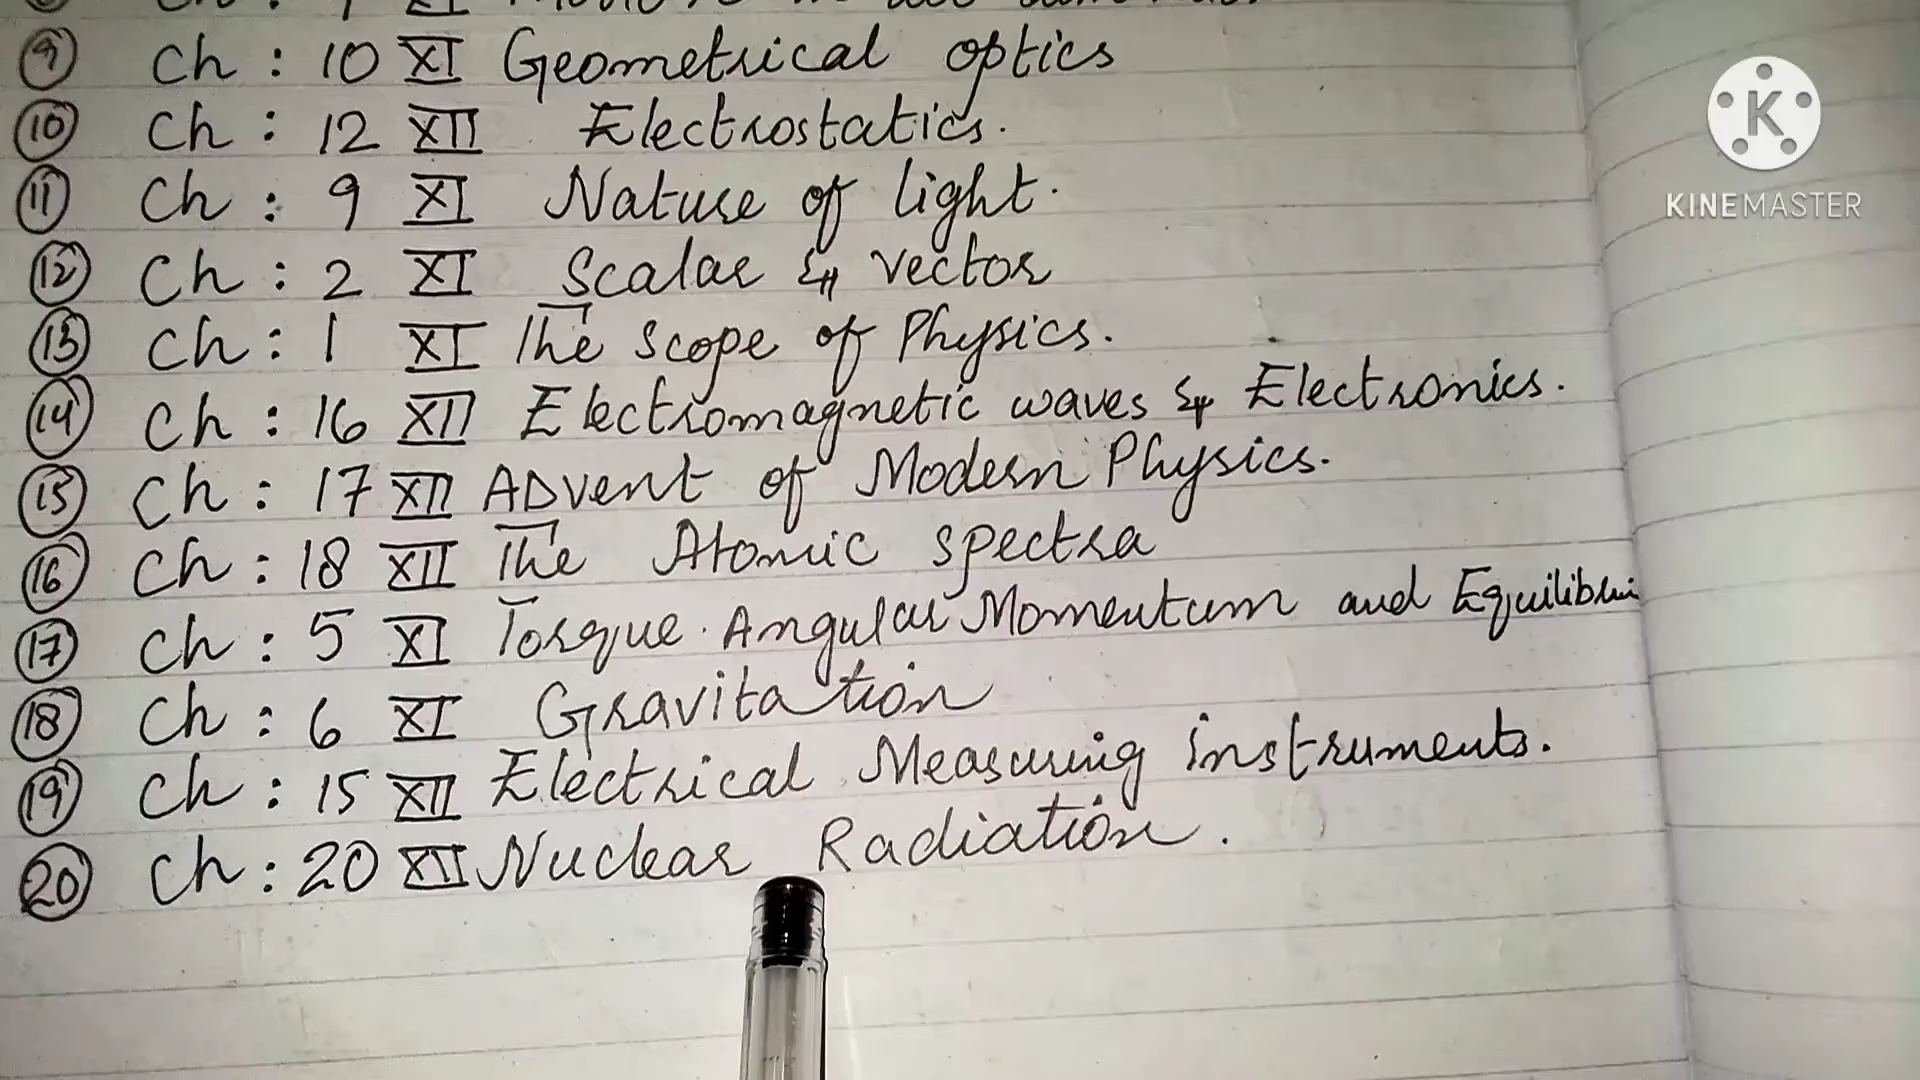 Ch :
⑨ Ch : 10 XI Geometrical optics
⑩ Ch : 12 XII Electrostatics.
⑪ Ch : 9 XI Nature of light.
⑫ Ch : 2 XI Scalar & vector
⑬ Ch : 1 XI The Scope of Physics.
⑭ Ch : 16 XII Electromagnetic waves & Electronics.
⑮ Ch : 17 XII ADvent of Modern Physics.
⑯ Ch : 18 XII The Atomic spectra
⑰ Ch : 5 XI Torque. Angular Momentum and Equilibriu
⑱ Ch : 6 XI Gravitation
⑲ Ch : 15 XII Electrical Measuring instruments.
⑳ Ch : 20 XII Nuclear Radiation.
K
KINEMASTER